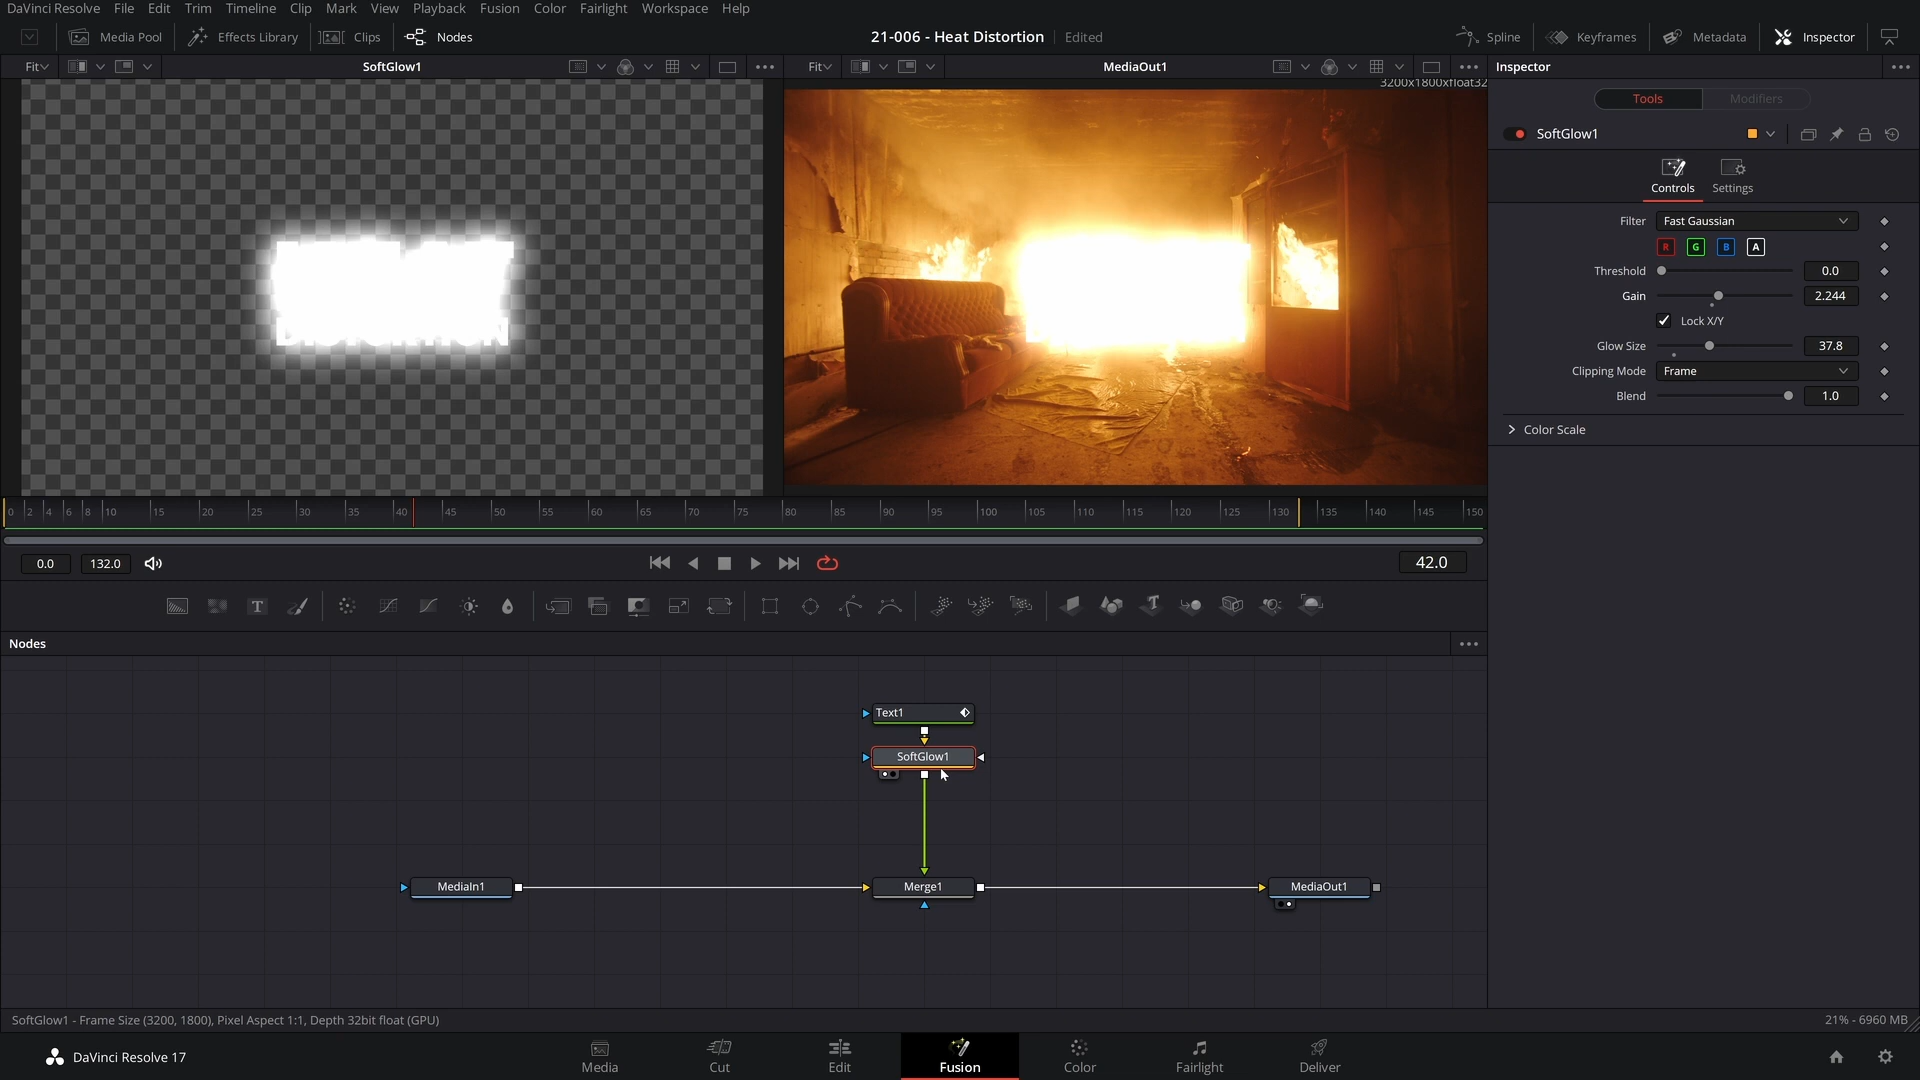 DaVinci Resolve File Edit Trim Timeline Clip Mark View Playback Fusion Color Fairlight Workspace Help
Media Pool Effects Library Clips Nodes 21-006 - Heat Distortion Edited Spline Keyframes Metadata Inspector
Fit SoftGlow1 Fit MediaOut1 Inspector
3200x1800xfloat32
Tools Modifiers
SoftGlow1
Controls Settings
Filter Fast Gaussian
R G B A
Threshold 0.0
Gain 2.244
Lock X/Y
Glow Size 37.8
Clipping Mode Frame
Blend 1.0
Color Scale
DISTORTION
0 2 4 6 8 10 15 20 25 30 35 40 45 50 55 60 65 70 75 80 85 90 95 100 105 110 115 120 125 130 135 140 145 150
0.0 132.0 42.0
T T
Nodes
Text1
SoftGlow1
MediaIn1 Merge1 MediaOut1
SoftGlow1 - Frame Size (3200, 1800), Pixel Aspect 1:1, Depth 32bit float (GPU) 21% - 6960 MB
DaVinci Resolve 17 Media Cut Edit Fusion Color Fairlight Deliver